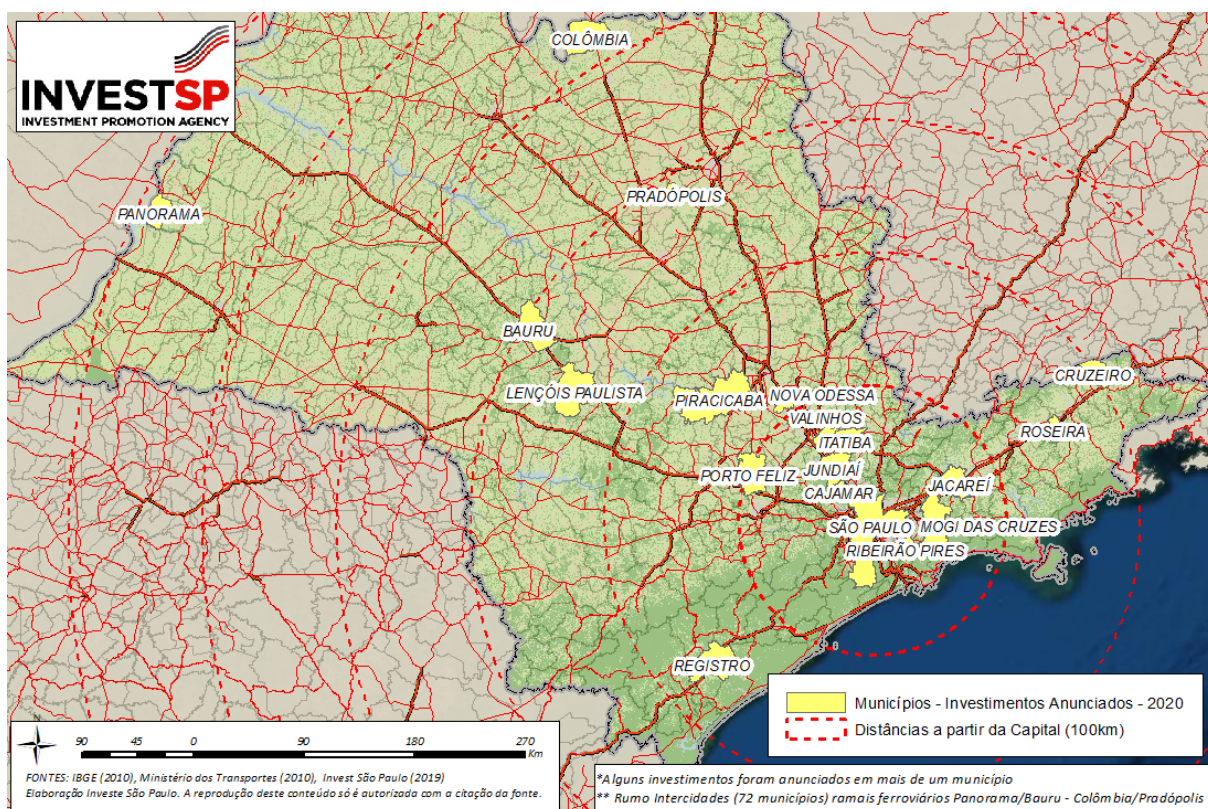 INVESTSP
INVESTMENT PROMOTION AGENCY
COLÔMBIA
PRADÓPOLIS
PANORAMA
BAURU
LENÇÓIS PAULISTA
PIRACICABA
NOVA ODESSA
VALINHOS
ITATIBA
CRUZEIRO
ROSEIRA
PORTO FELIZ
JUNDIAÍ
JACAREÍ
CAJAMAR
SÃO PAULO
MOGI DAS CRUZES
RIBEIRÃO PIRES
REGISTRO
Municípios - Investimentos Anunciados - 2020
Distâncias a partir da Capital (100km)
N
90 45 0 90 180 270
Km
FONTES: IBGE (2010), Ministério dos Transportes (2010), Invest São Paulo (2019)
Elaboração Investe São Paulo. A reprodução deste conteúdo só é autorizada com a citação da fonte.
*Alguns investimentos foram anunciados em mais de um município
** Rumo Intercidades (72 municípios) ramais ferroviários Panorama/Bauru - Colômbia/Pradópolis